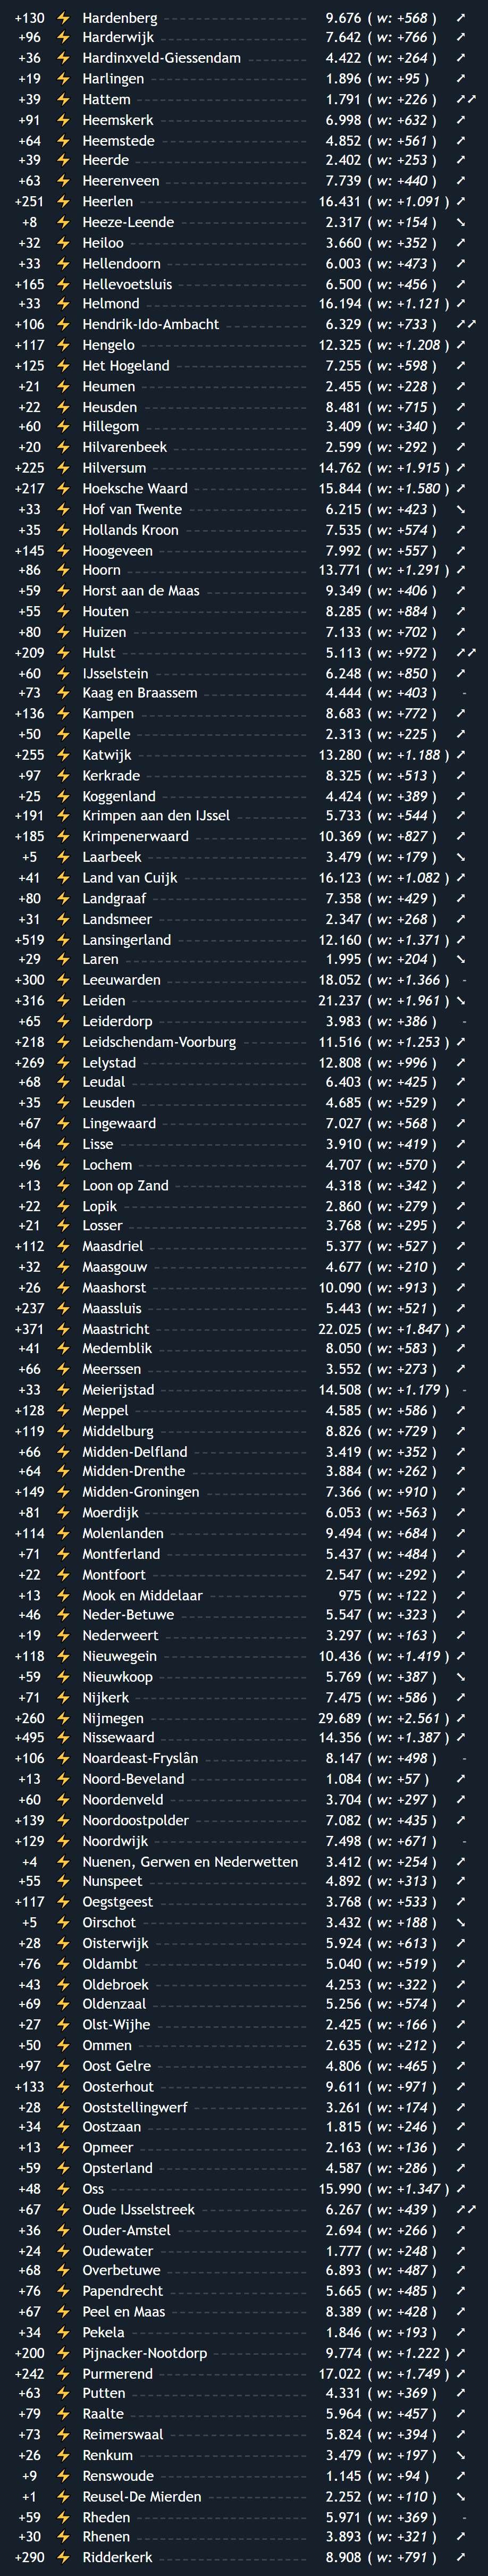 +130 ⚡ Hardenberg 9.676 ( w: +568 ) ➚
+96 ⚡ Harderwijk 7.642 ( w: +766 ) ➚
+36 ⚡ Hardinxveld-Giessendam 4.422 ( w: +264 ) ➚
+19 ⚡ Harlingen 1.896 ( w: +95 ) ➚
+39 ⚡ Hattem 1.791 ( w: +226 ) ➚➚
+91 ⚡ Heemskerk 6.998 ( w: +632 ) ➚
+64 ⚡ Heemstede 4.852 ( w: +561 ) ➚
+39 ⚡ Heerde 2.402 ( w: +253 ) ➚
+63 ⚡ Heerenveen 7.739 ( w: +440 ) ➚
+251 ⚡ Heerlen 16.431 ( w: +1.091 ) ➚
+8 ⚡ Heeze-Leende 2.317 ( w: +154 ) ➘
+32 ⚡ Heiloo 3.660 ( w: +352 ) ➚
+33 ⚡ Hellendoorn 6.003 ( w: +473 ) ➚
+165 ⚡ Hellevoetsluis 6.500 ( w: +456 ) ➚
+33 ⚡ Helmond 16.194 ( w: +1.121 ) ➚
+106 ⚡ Hendrik-Ido-Ambacht 6.329 ( w: +733 ) ➚➚
+117 ⚡ Hengelo 12.325 ( w: +1.208 ) ➚
+125 ⚡ Het Hogeland 7.255 ( w: +598 ) ➚
+21 ⚡ Heumen 2.455 ( w: +228 ) ➚
+22 ⚡ Heusden 8.481 ( w: +715 ) ➚
+60 ⚡ Hillegom 3.409 ( w: +340 ) ➚
+20 ⚡ Hilvarenbeek 2.599 ( w: +292 ) ➚
+225 ⚡ Hilversum 14.762 ( w: +1.915 ) ➚
+217 ⚡ Hoeksche Waard 15.844 ( w: +1.580 ) ➚
+33 ⚡ Hof van Twente 6.215 ( w: +423 ) ➘
+35 ⚡ Hollands Kroon 7.535 ( w: +574 ) ➚
+145 ⚡ Hoogeveen 7.992 ( w: +557 ) ➚
+86 ⚡ Hoorn 13.771 ( w: +1.291 ) ➚
+59 ⚡ Horst aan de Maas 9.349 ( w: +406 ) ➚
+55 ⚡ Houten 8.285 ( w: +884 ) ➚
+80 ⚡ Huizen 7.133 ( w: +702 ) ➚
+209 ⚡ Hulst 5.113 ( w: +972 ) ➚➚
+60 ⚡ IJsselstein 6.248 ( w: +850 ) ➚
+73 ⚡ Kaag en Braassem 4.444 ( w: +403 ) -
+136 ⚡ Kampen 8.683 ( w: +772 ) ➚
+50 ⚡ Kapelle 2.313 ( w: +225 ) ➚
+255 ⚡ Katwijk 13.280 ( w: +1.188 ) ➚
+97 ⚡ Kerkrade 8.325 ( w: +513 ) ➚
+25 ⚡ Koggenland 4.424 ( w: +389 ) ➚
+191 ⚡ Krimpen aan den IJssel 5.733 ( w: +544 ) ➚
+185 ⚡ Krimpenerwaard 10.369 ( w: +827 ) ➚
+5 ⚡ Laarbeek 3.479 ( w: +179 ) ➘
+41 ⚡ Land van Cuijk 16.123 ( w: +1.082 ) ➚
+80 ⚡ Landgraaf 7.358 ( w: +429 ) ➚
+31 ⚡ Landsmeer 2.347 ( w: +268 ) ➚
+519 ⚡ Lansingerland 12.160 ( w: +1.371 ) ➚
+29 ⚡ Laren 1.995 ( w: +204 ) ➘
+300 ⚡ Leeuwarden 18.052 ( w: +1.366 ) -
+316 ⚡ Leiden 21.237 ( w: +1.961 ) ➘
+65 ⚡ Leiderdorp 3.983 ( w: +386 ) -
+218 ⚡ Leidschendam-Voorburg 11.516 ( w: +1.253 ) ➚
+269 ⚡ Lelystad 12.808 ( w: +996 ) ➚
+68 ⚡ Leudal 6.403 ( w: +425 ) ➚
+35 ⚡ Leusden 4.685 ( w: +529 ) ➚
+67 ⚡ Lingewaard 7.027 ( w: +568 ) ➚
+64 ⚡ Lisse 3.910 ( w: +419 ) ➚
+96 ⚡ Lochem 4.707 ( w: +570 ) ➚
+13 ⚡ Loon op Zand 4.318 ( w: +342 ) ➚
+22 ⚡ Lopik 2.860 ( w: +279 ) ➚
+21 ⚡ Losser 3.768 ( w: +295 ) ➚
+112 ⚡ Maasdriel 5.377 ( w: +527 ) ➚
+32 ⚡ Maasgouw 4.677 ( w: +210 ) ➚
+26 ⚡ Maashorst 10.090 ( w: +913 ) ➚
+237 ⚡ Maassluis 5.443 ( w: +521 ) ➚
+371 ⚡ Maastricht 22.025 ( w: +1.847 ) ➚
+41 ⚡ Medemblik 8.050 ( w: +583 ) ➚
+66 ⚡ Meerssen 3.552 ( w: +273 ) ➚
+33 ⚡ Meierijstad 14.508 ( w: +1.179 ) -
+128 ⚡ Meppel 4.585 ( w: +586 ) ➚
+119 ⚡ Middelburg 8.826 ( w: +729 ) ➚
+66 ⚡ Midden-Delfland 3.419 ( w: +352 ) ➚
+64 ⚡ Midden-Drenthe 3.884 ( w: +262 ) ➚
+149 ⚡ Midden-Groningen 7.366 ( w: +910 ) ➚
+81 ⚡ Moerdijk 6.053 ( w: +563 ) ➚
+114 ⚡ Molenlanden 9.494 ( w: +684 ) ➚
+71 ⚡ Montferland 5.437 ( w: +484 ) ➚
+22 ⚡ Montfoort 2.547 ( w: +292 ) ➚
+13 ⚡ Mook en Middelaar 975 ( w: +122 ) ➚
+46 ⚡ Neder-Betuwe 5.547 ( w: +323 ) ➚
+19 ⚡ Nederweert 3.297 ( w: +163 ) ➚
+118 ⚡ Nieuwegein 10.436 ( w: +1.419 ) ➚
+59 ⚡ Nieuwkoop 5.769 ( w: +387 ) ➘
+71 ⚡ Nijkerk 7.475 ( w: +586 ) ➚
+260 ⚡ Nijmegen 29.689 ( w: +2.561 ) ➚
+495 ⚡ Nissewaard 14.356 ( w: +1.387 ) ➚
+106 ⚡ Noardeast-Fryslân 8.147 ( w: +498 ) -
+13 ⚡ Noord-Beveland 1.084 ( w: +57 ) ➚
+60 ⚡ Noordenveld 3.704 ( w: +297 ) ➚
+139 ⚡ Noordoostpolder 7.082 ( w: +435 ) ➚
+129 ⚡ Noordwijk 7.498 ( w: +671 ) -
+4 ⚡ Nuenen, Gerwen en Nederwetten 3.412 ( w: +254 ) ➚
+55 ⚡ Nunspeet 4.892 ( w: +313 ) ➚
+117 ⚡ Oegstgeest 3.768 ( w: +533 ) ➚
+5 ⚡ Oirschot 3.432 ( w: +188 ) ➘
+28 ⚡ Oisterwijk 5.924 ( w: +613 ) ➚
+76 ⚡ Oldambt 5.040 ( w: +519 ) ➚
+43 ⚡ Oldebroek 4.253 ( w: +322 ) ➚
+69 ⚡ Oldenzaal 5.256 ( w: +574 ) ➚
+27 ⚡ Olst-Wijhe 2.425 ( w: +166 ) ➚
+50 ⚡ Ommen 2.635 ( w: +212 ) ➚
+97 ⚡ Oost Gelre 4.806 ( w: +465 ) ➚
+133 ⚡ Oosterhout 9.611 ( w: +971 ) ➚
+28 ⚡ Ooststellingwerf 3.261 ( w: +174 ) ➚
+34 ⚡ Oostzaan 1.815 ( w: +246 ) ➚
+13 ⚡ Opmeer 2.163 ( w: +136 ) ➚
+59 ⚡ Opsterland 4.587 ( w: +286 ) ➚
+48 ⚡ Oss 15.990 ( w: +1.347 ) ➚
+67 ⚡ Oude IJsselstreek 6.267 ( w: +439 ) ➚➚
+36 ⚡ Ouder-Amstel 2.694 ( w: +266 ) ➚
+24 ⚡ Oudewater 1.777 ( w: +248 ) ➚
+68 ⚡ Overbetuwe 6.893 ( w: +487 ) ➚
+76 ⚡ Papendrecht 5.665 ( w: +485 ) ➚
+67 ⚡ Peel en Maas 8.389 ( w: +428 ) ➚
+34 ⚡ Pekela 1.846 ( w: +193 ) ➚
+200 ⚡ Pijnacker-Nootdorp 9.774 ( w: +1.222 ) ➚
+242 ⚡ Purmerend 17.022 ( w: +1.749 ) ➚
+63 ⚡ Putten 4.331 ( w: +369 ) ➚
+79 ⚡ Raalte 5.964 ( w: +457 ) ➚
+73 ⚡ Reimerswaal 5.824 ( w: +394 ) ➚
+26 ⚡ Renkum 3.479 ( w: +197 ) ➘
+9 ⚡ Renswoude 1.145 ( w: +94 ) ➚
+1 ⚡ Reusel-De Mierden 2.252 ( w: +110 ) ➘
+59 ⚡ Rheden 5.971 ( w: +369 ) -
+30 ⚡ Rhenen 3.893 ( w: +321 ) ➚
+290 ⚡ Ridderkerk 8.908 ( w: +791 ) ➚